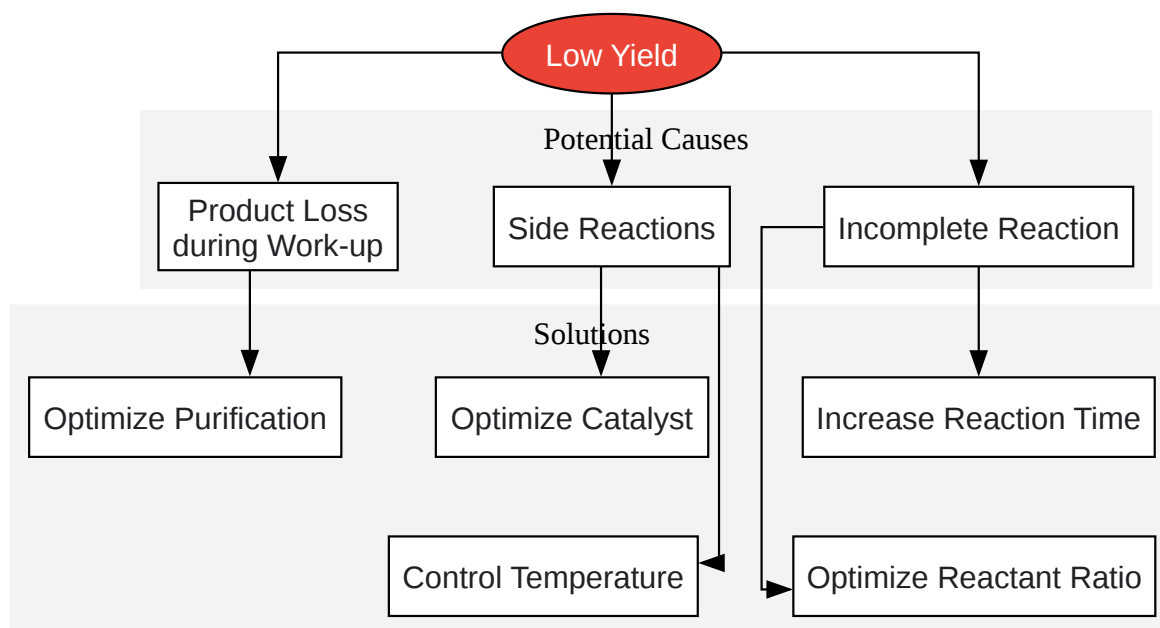 Low Yield
Potential Causes
Product Loss
during Work-up
Side Reactions
Incomplete Reaction
Solutions
Optimize Purification
Optimize Catalyst
Increase Reaction Time
Control Temperature
Optimize Reactant Ratio